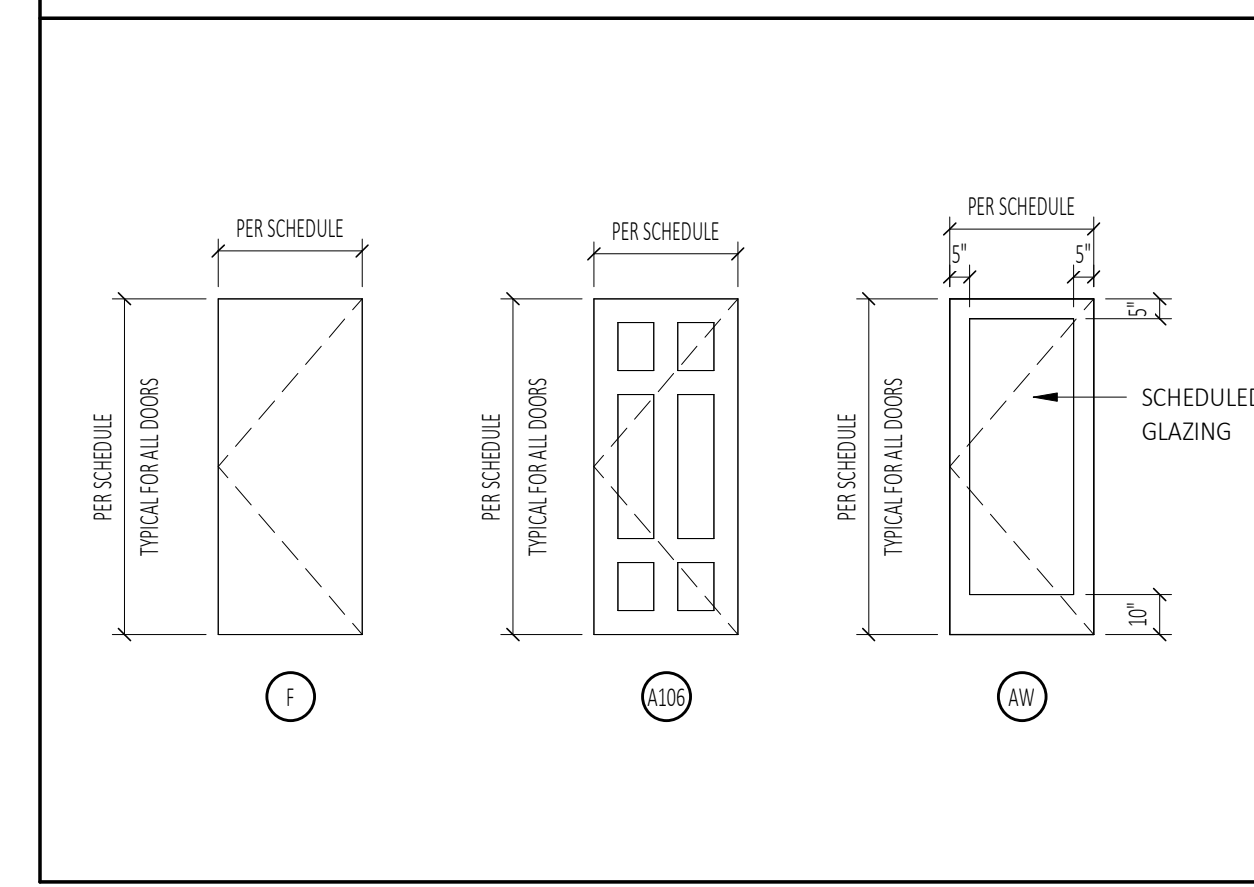 PER SCHEDULE
PER SCHEDULE
TYPICAL FOR ALL DOORS
F
PER SCHEDULE
PER SCHEDULE
TYPICAL FOR ALL DOORS
A106
PER SCHEDULE
5"
5"
5"
PER SCHEDULE
TYPICAL FOR ALL DOORS
SCHEDULED
GLAZING
10"
AW